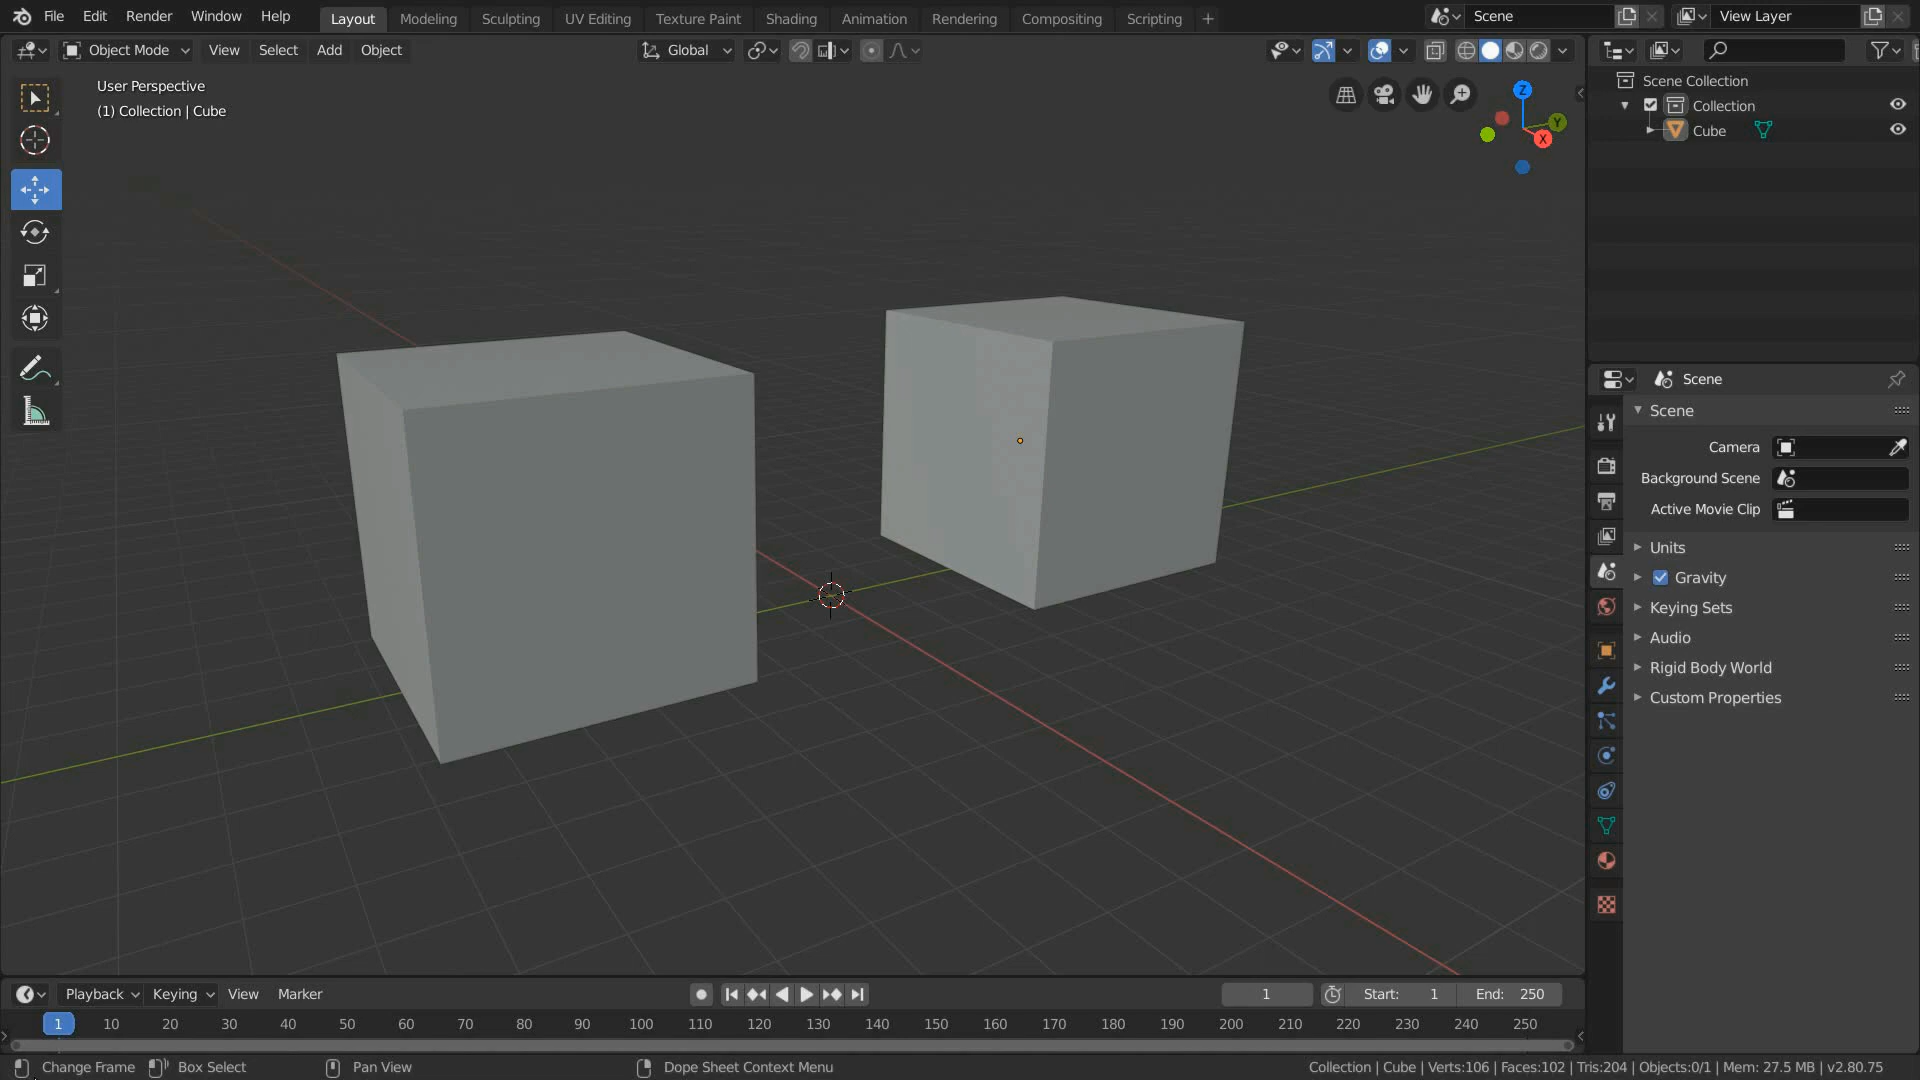 File Edit Render Window Help Layout Modeling Sculpting UV Editing Texture Paint Shading Animation Rendering Compositing Scripting + Scene View Layer
Object Mode View Select Add Object Global
User Perspective
(1) Collection | Cube
Z
Y
X
Scene Collection
Collection
Cube
Scene
Scene
Camera
Background Scene
Active Movie Clip
Units
Gravity
Keying Sets
Audio
Rigid Body World
Custom Properties
Playback Keying View Marker 1 Start: 1 End: 250
1 10 20 30 40 50 60 70 80 90 100 110 120 130 140 150 160 170 180 190 200 210 220 230 240 250
Change Frame Box Select Pan View Dope Sheet Context Menu Collection | Cube | Verts:106 | Faces:102 | Tris:204 | Objects:0/1 | Mem: 27.5 MB | v2.80.75